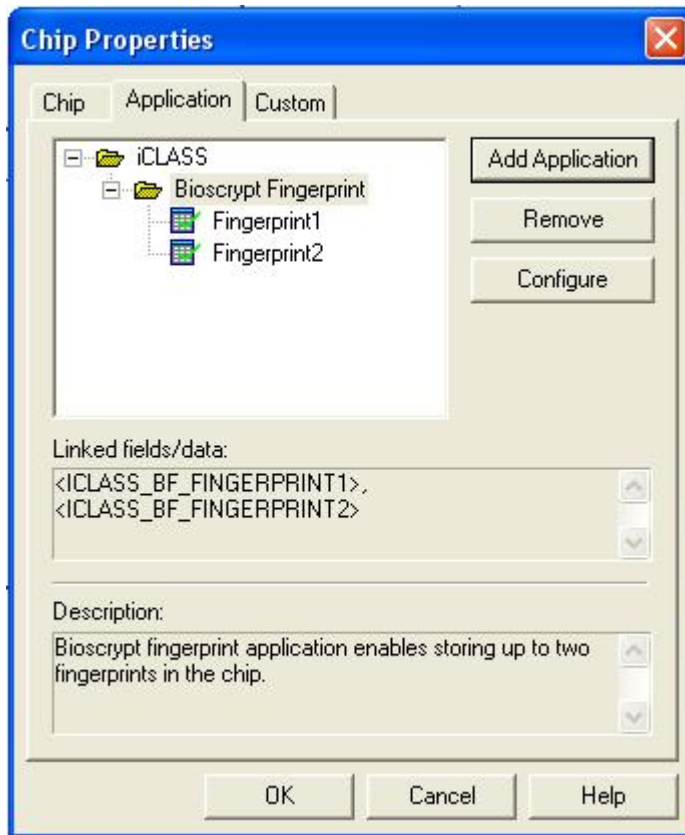 Chip Properties
Chip Application Custom
iCLASS
Bioscrypt Fingerprint
Fingerprint1
Fingerprint2
Add Application
Remove
Configure
Linked fields/data:
<ICLASS_BF_FINGERPRINT1>,
<ICLASS_BF_FINGERPRINT2>
Description:
Bioscrypt fingerprint application enables storing up to two
fingerprints in the chip.
OK Cancel Help